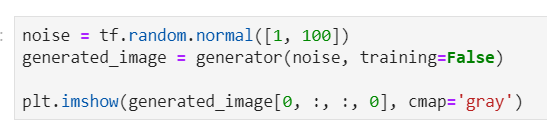 noise = tf.random.normal([1, 100])
generated_image = generator(noise, training=False)
plt.imshow(generated_image[0, :, :, 0], cmap='gray')